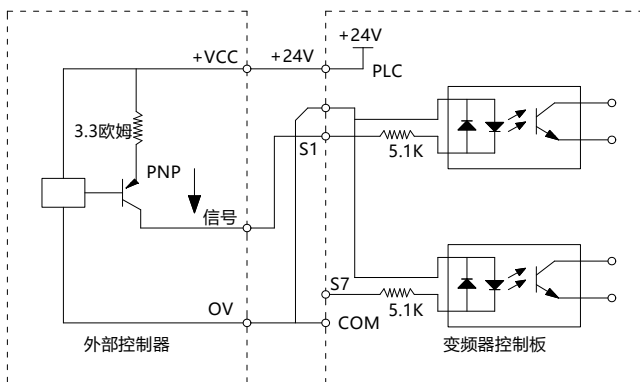 +24V
+VCC
+24V
PLC
3.3欧姆
PNP
S1
5.1K
信号
S7
OV
COM
5.1K
外部控制器
变频器控制板